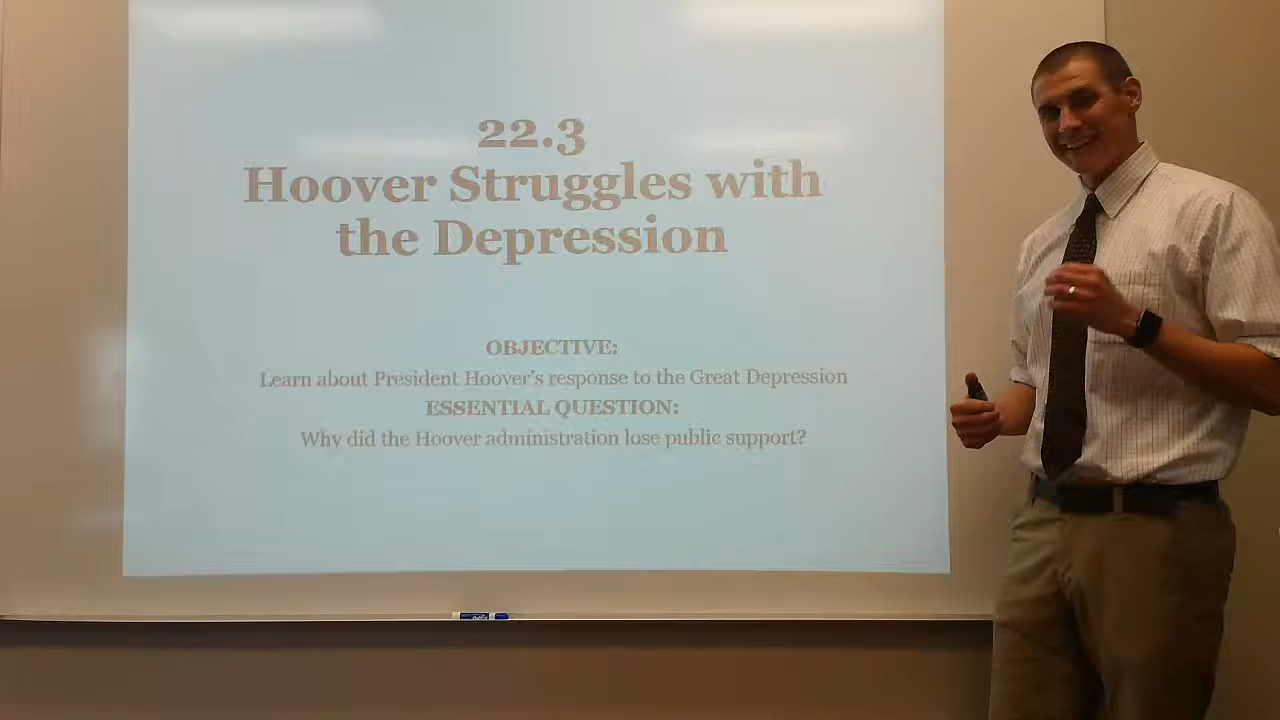 22.3
Hoover Struggles with
the Depression
OBJECTIVE:
Learn about President Hoover's response to the Great Depression
ESSENTIAL QUESTION:
Why did the Hoover administration lose public support?